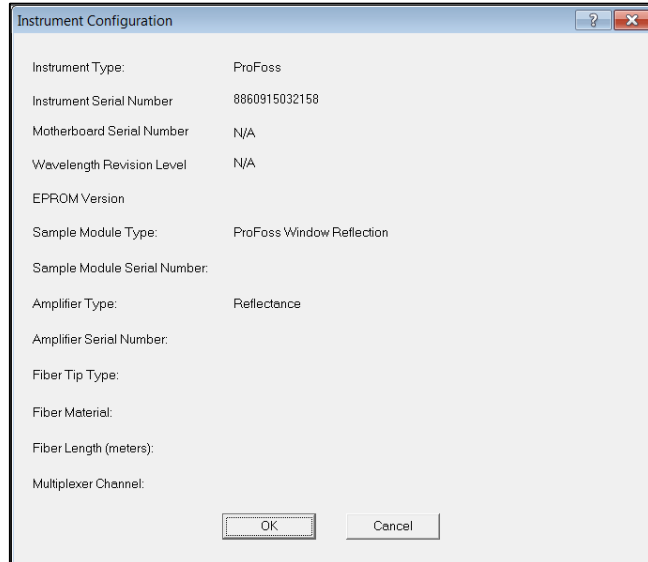 Instrument Configuration
Instrument Type: ProFoss
Instrument Serial Number 8860915032158
Motherboard Serial Number N/A
Wavelength Revision Level N/A
EPROM Version
Sample Module Type: ProFoss Window Reflection
Sample Module Serial Number:
Amplifier Type: Reflectance
Amplifier Serial Number:
Fiber Tip Type:
Fiber Material:
Fiber Length (meters):
Multiplexer Channel:
OK Cancel